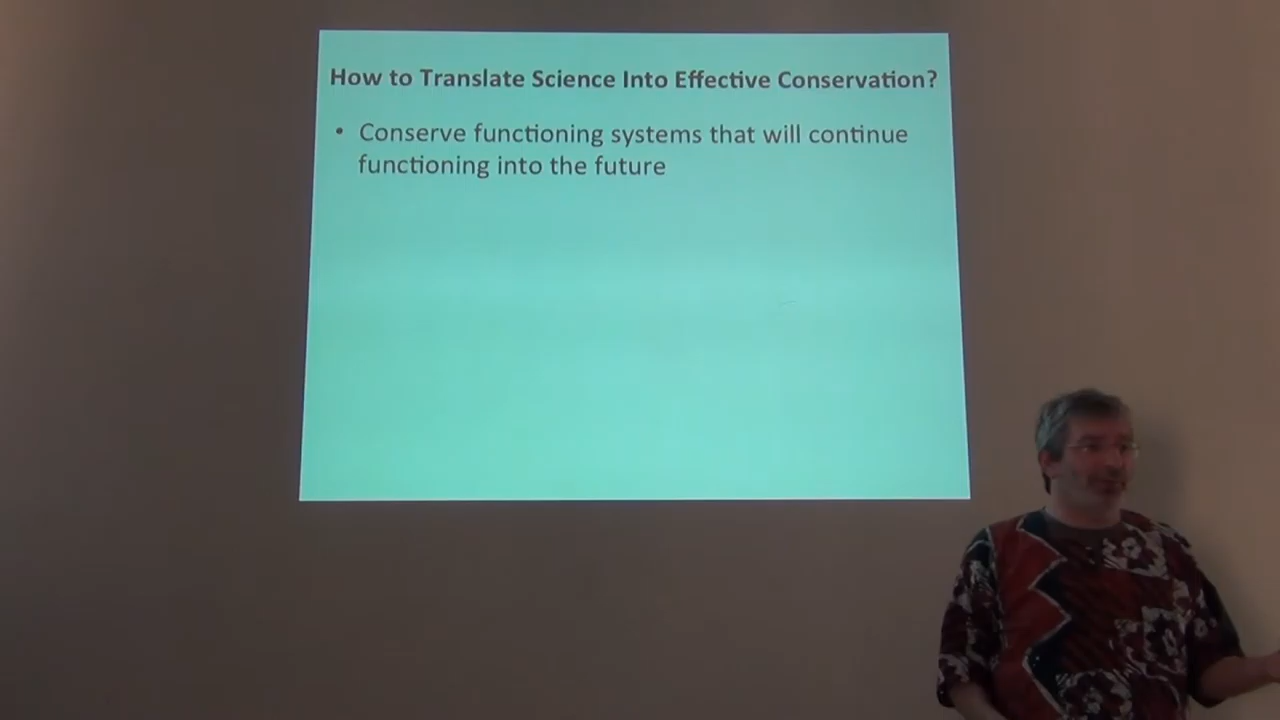 How to Translate Science Into Effective Conservation?
• Conserve functioning systems that will continue
functioning into the future